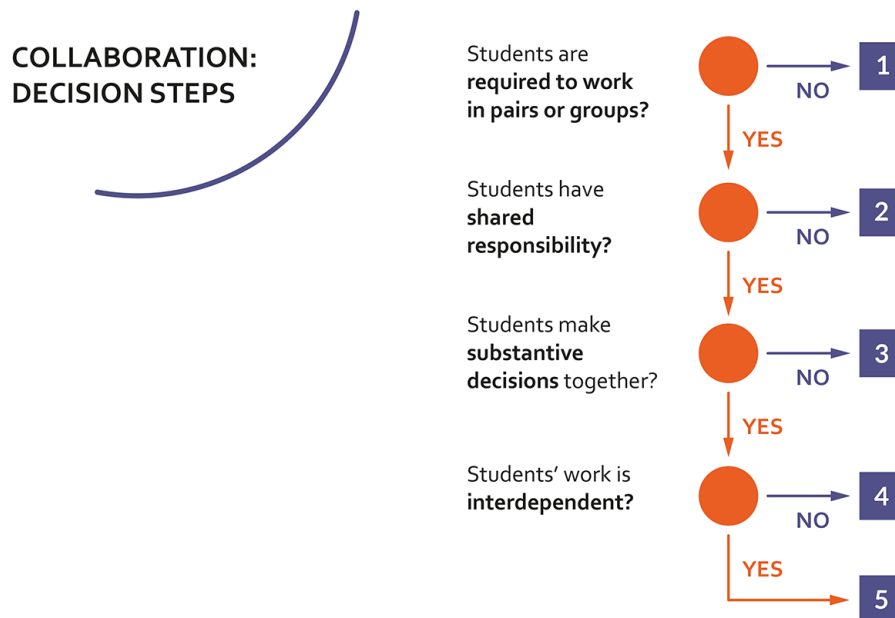 COLLABORATION:
DECISION STEPS
Students are
required to work
in pairs or groups?
NO
1
YES
Students have
shared
responsibility?
NO
2
YES
Students make
substantive
decisions together?
NO
3
YES
Students’ work is
interdependent?
NO
4
YES
5